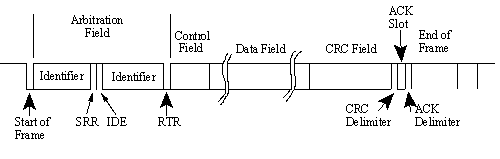 ACK
Slot
Arbitration
Field
Control
Field
Data Field
CRC Field
End of
Frame
Identifier
Identifier
Start of
Frame
SRR
IDE
RTR
CRC
Delimiter
ACK
Delimiter